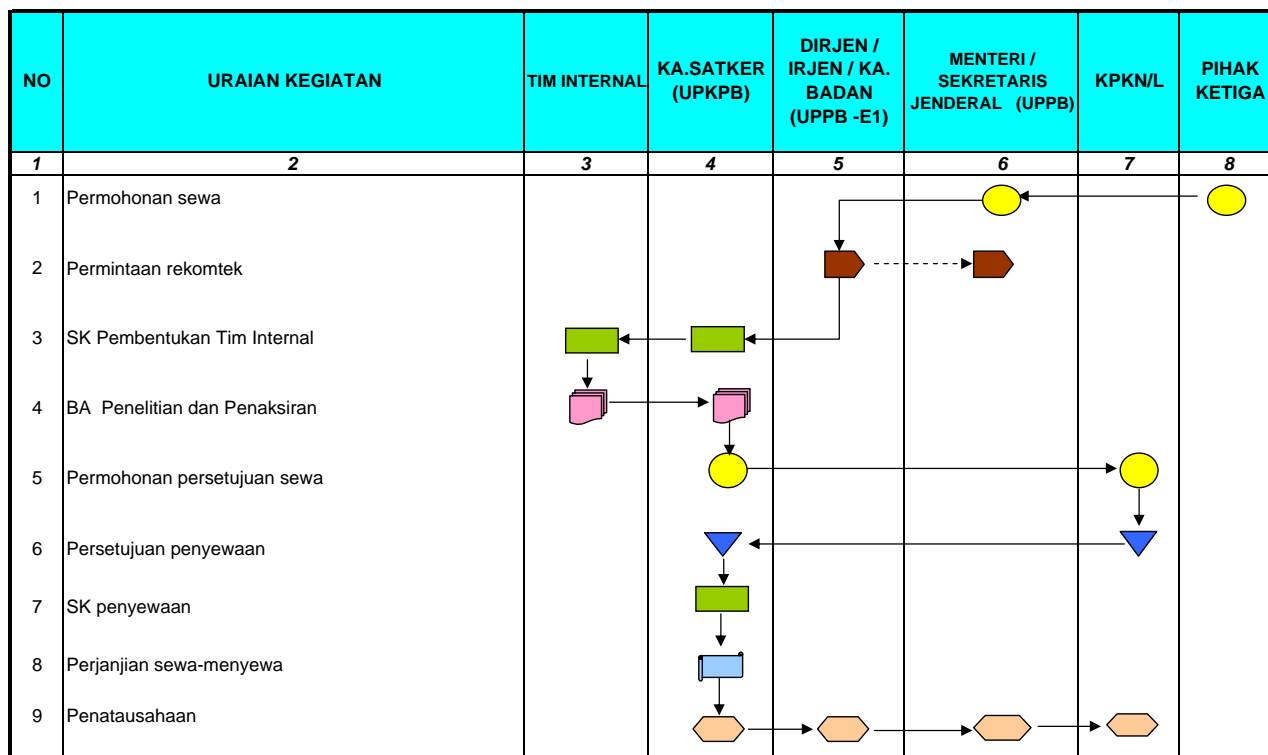 NO
URAIAN KEGIATAN
TIM INTERNAL
KA.SATKER
(UPKPB)
DIRJEN /
IRJEN / KA.
BADAN
(UPPB -E1)
MENTERI /
SEKRETARIS
JENDERAL (UPPB)
KPKN/L
PIHAK
KETIGA
1 2 3 4 5 6 7 8
1 Permohonan sewa
2 Permintaan rekomtek
3 SK Pembentukan Tim Internal
4 BA Penelitian dan Penaksiran
5 Permohonan persetujuan sewa
6 Persetujuan penyewaan
7 SK penyewaan
8 Perjanjian sewa-menyewa
9 Penatausahaan